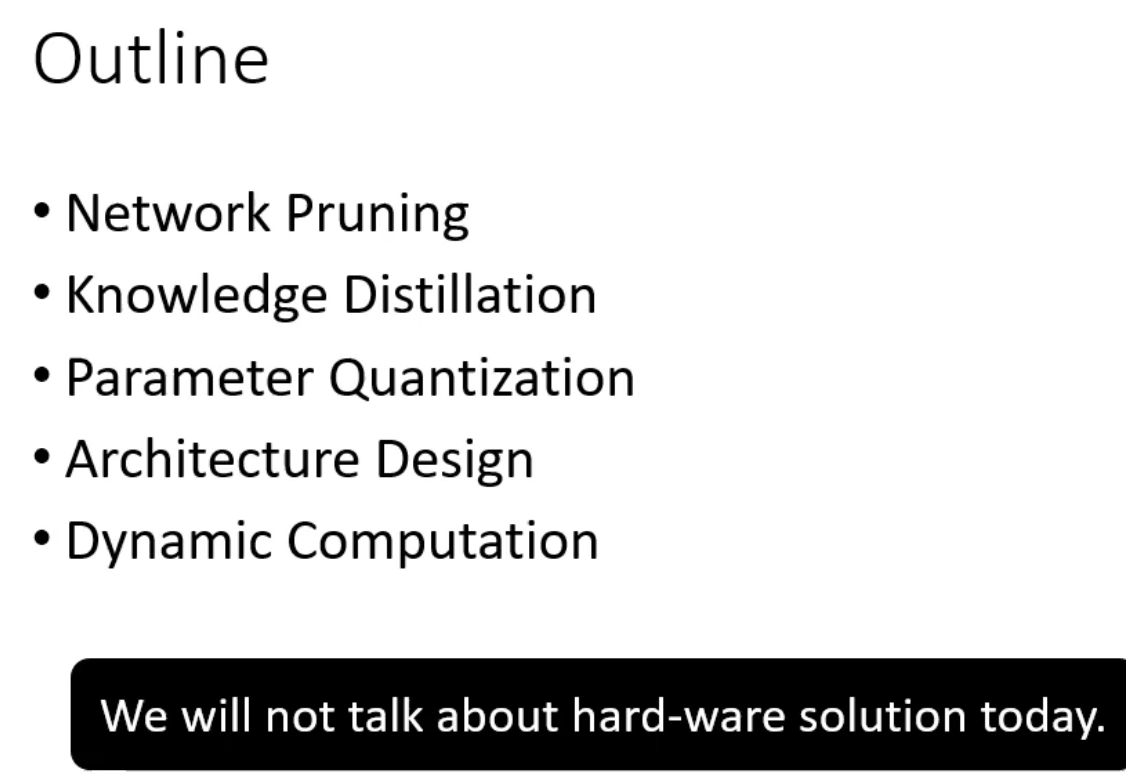 Outline
• Network Pruning
• Knowledge Distillation
• Parameter Quantization
• Architecture Design
• Dynamic Computation
We will not talk about hard-ware solution today.